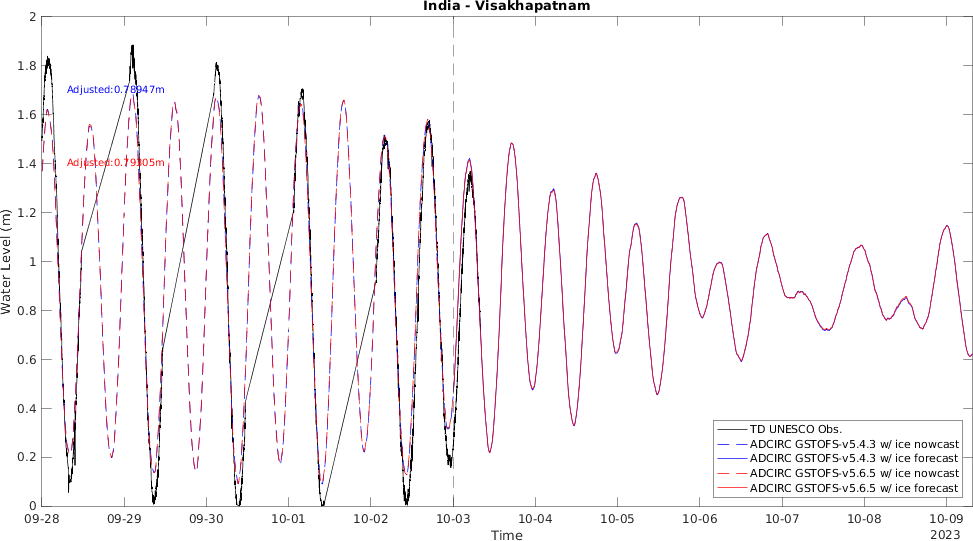 India - Visakhapatnam
2
1.8
1.6
1.4
1.2
1
0.8
0.6
0.4
0.2
0
Water Level (m)
Adjusted:0.78947m
Adjusted:0.79305m
TD UNESCO Obs.
ADCIRC GSTOFS-v5.4.3 w/ ice nowcast
ADCIRC GSTOFS-v5.4.3 w/ ice forecast
ADCIRC GSTOFS-v5.6.5 w/ ice nowcast
ADCIRC GSTOFS-v5.6.5 w/ ice forecast
09-28 09-29 09-30 10-01 10-02 10-03 10-04 10-05 10-06 10-07 10-08 10-09
2023
Time